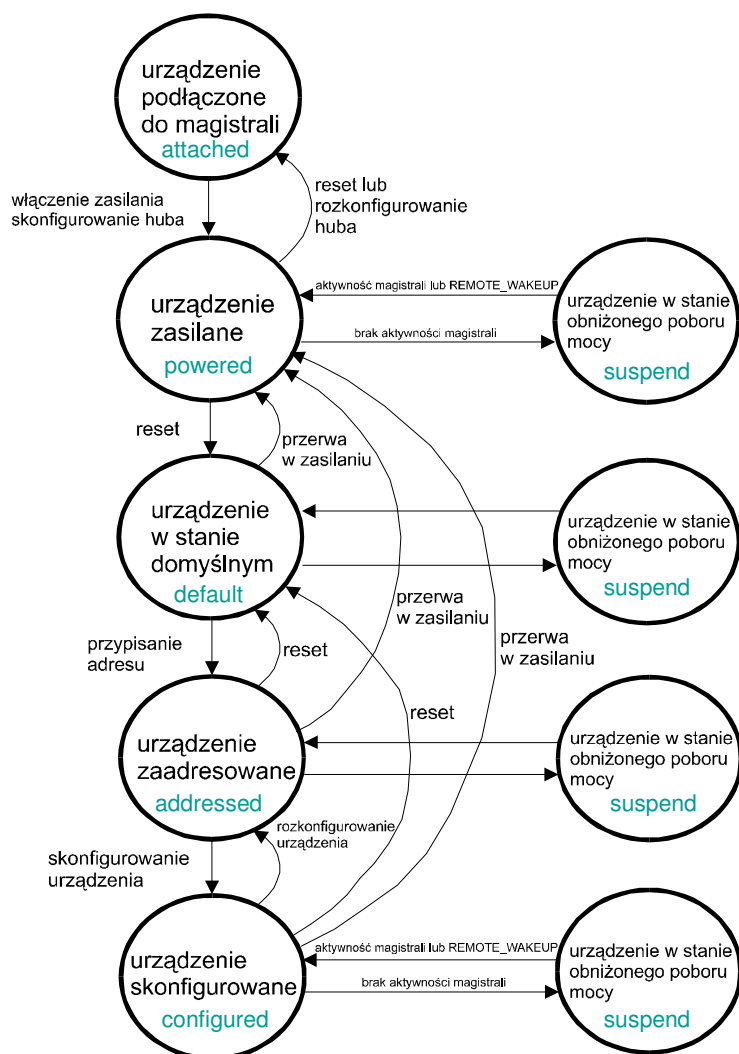 urządzenie
podłączone
do magistrali
attached
włączenie zasilania
skonfigurowanie huba
reset lub
rozkonfigurowanie
huba
urządzenie
zasilane
powered
aktywność magistrali lub REMOTE_WAKEUP
brak aktywności magistrali
urządzenie w stanie
obniżonego poboru
mocy
suspend
reset
przerwa
w zasilaniu
urządzenie
w stanie
domyślnym
default
urządzenie w stanie
obniżonego poboru
mocy
suspend
przypisanie
adresu
reset
przerwa
w zasilaniu
przerwa
w zasilaniu
reset
urządzenie
zaadresowane
addressed
urządzenie w stanie
obniżonego poboru
mocy
suspend
skonfigurowanie
urządzenia
rozkonfigurowanie
urządzenia
urządzenie
skonfigurowane
configured
aktywność magistrali lub REMOTE_WAKEUP
brak aktywności magistrali
urządzenie w stanie
obniżonego poboru
mocy
suspend